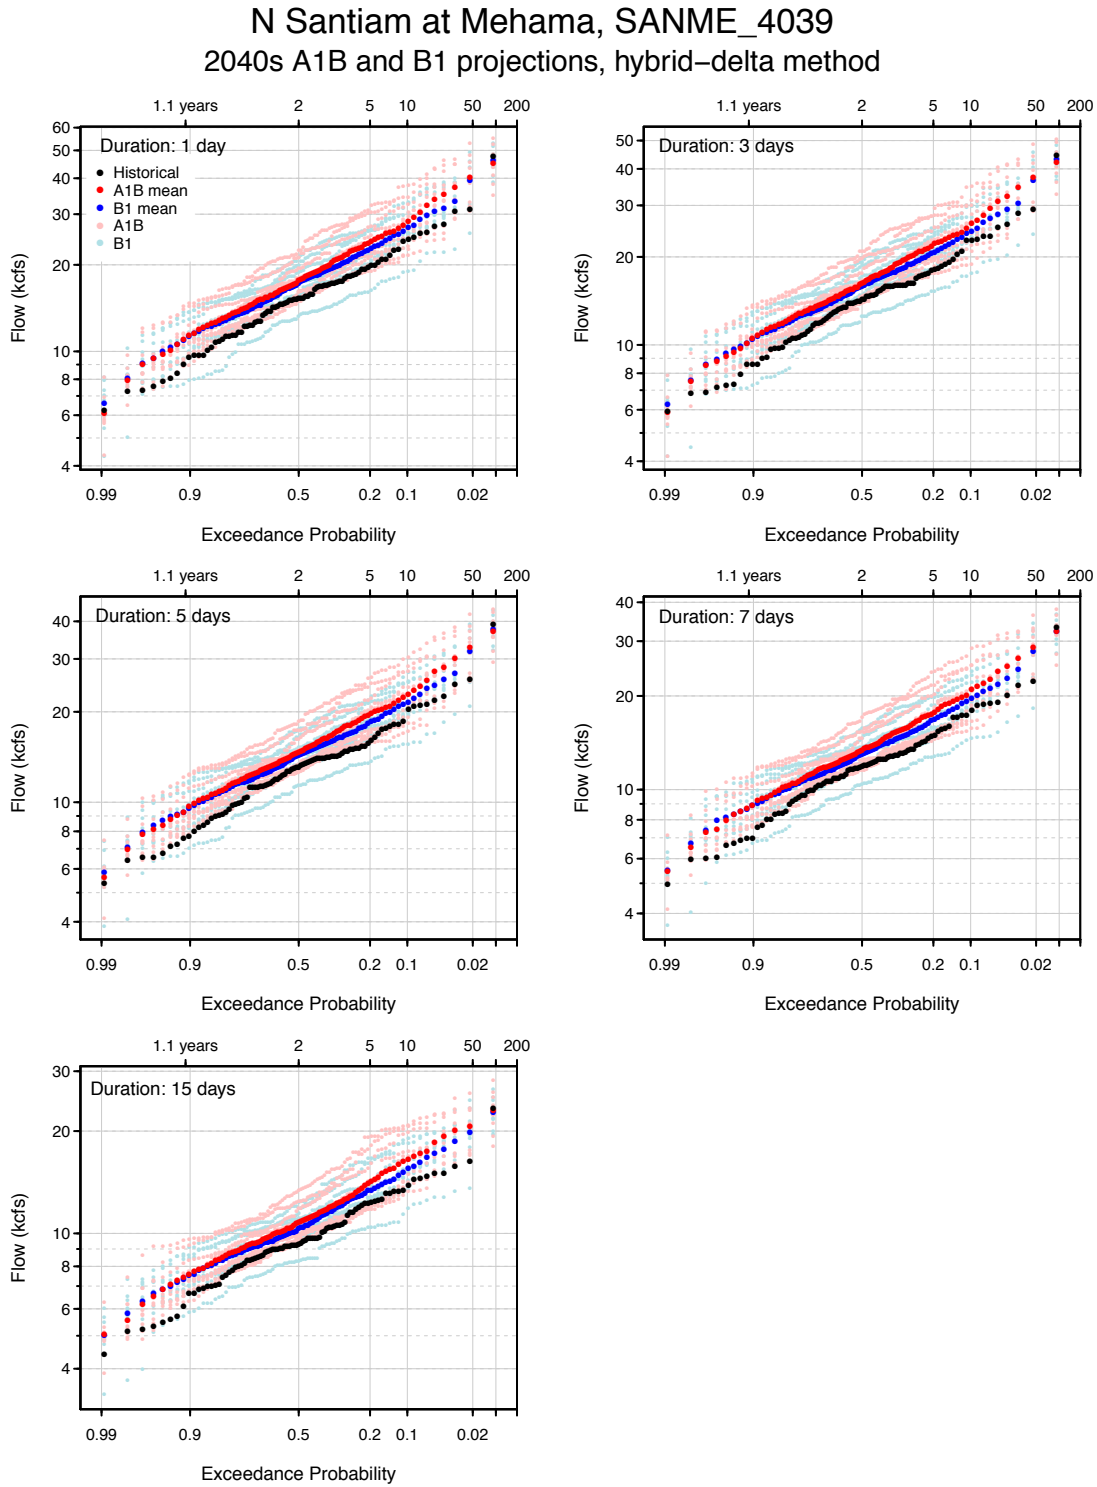 N Santiam at Mehama, SANME_4039
2040s A1B and B1 projections, hybrid−delta method
1.1 years 2 5 10 50 200
Duration: 1 day
Historical
A1B mean
B1 mean
A1B
B1
60
50
40
30
20
10
8
6
4
Flow (kcfs)
0.99 0.9 0.5 0.2 0.1 0.02
Exceedance Probability
1.1 years 2 5 10 50 200
Duration: 3 days
50
40
30
20
10
8
6
4
Flow (kcfs)
0.99 0.9 0.5 0.2 0.1 0.02
Exceedance Probability
1.1 years 2 5 10 50 200
Duration: 5 days
40
30
20
10
8
6
4
Flow (kcfs)
0.99 0.9 0.5 0.2 0.1 0.02
Exceedance Probability
1.1 years 2 5 10 50 200
Duration: 7 days
40
30
20
10
8
6
4
Flow (kcfs)
0.99 0.9 0.5 0.2 0.1 0.02
Exceedance Probability
1.1 years 2 5 10 50 200
Duration: 15 days
30
20
10
8
6
4
Flow (kcfs)
0.99 0.9 0.5 0.2 0.1 0.02
Exceedance Probability